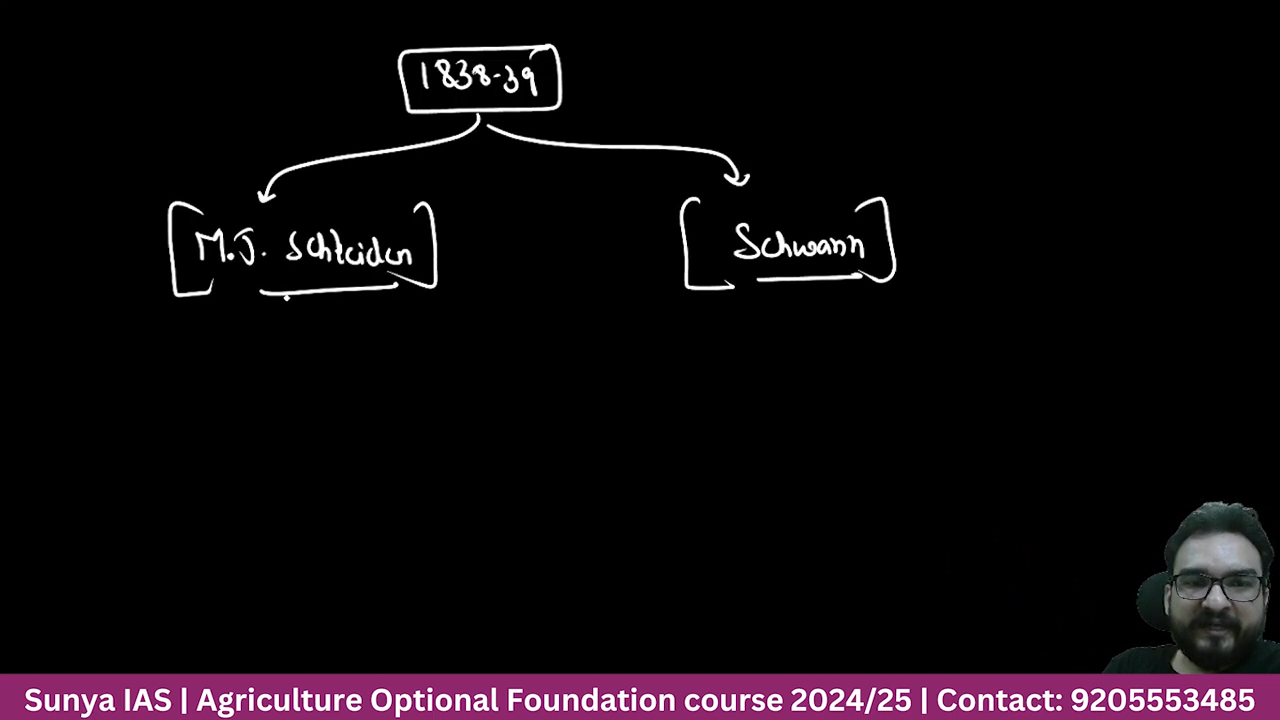 1838-39
M.J. Schleiden
Schwann
Sunya IAS | Agriculture Optional Foundation course 2024/25 | Contact: 9205553485